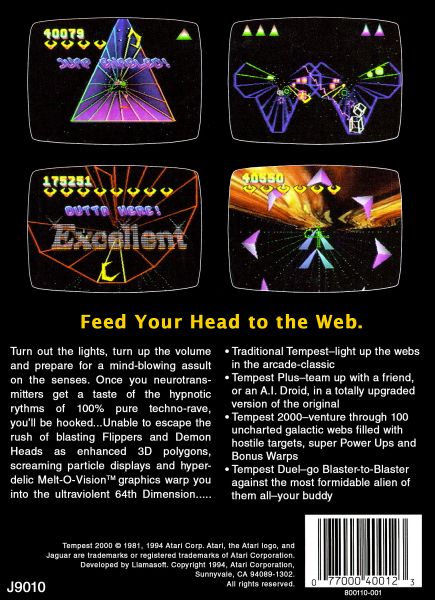 40079
JUMP ENABLED!
175251
OUTTA HERE!
Excellent
40550
Feed Your Head to the Web.
Turn out the lights, turn up the volume
and prepare for a mind-blowing assult
on the senses. Once you neurotrans-
mitters get a taste of the hypnotic
rythms of 100% pure techno-rave,
you'll be hooked...Unable to escape the
rush of blasting Flippers and Demon
Heads as enhanced 3D polygons,
screaming particle displays and hyper-
delic Melt-O-Vision™ graphics warp you
into the ultraviolent 64th Dimension.....
• Traditional Tempest–light up the webs
in the arcade-classic
• Tempest Plus–team up with a friend,
or an A.I. Droid, in a totally upgraded
version of the original
• Tempest 2000–venture through 100
uncharted galactic webs filled with
hostile targets, super Power Ups and
Bonus Warps
• Tempest Duel–go Blaster-to-Blaster
against the most formidable alien of
them all–your buddy
Tempest 2000 © 1981, 1994 Atari Corp. Atari, the Atari logo, and
Jaguar are trademarks or registered trademarks of Atari Corporation.
Developed by Llamasoft. Copyright 1994, Atari Corporation,
Sunnyvale, CA 94089-1302.
All rights reserved.
J9010
0 77000 40012 3
800110-001